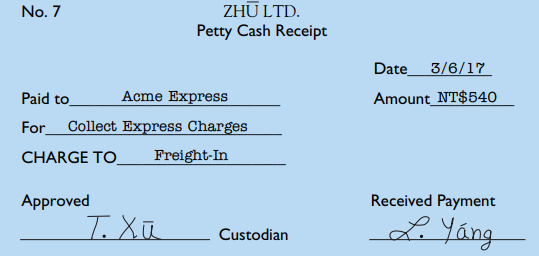 No. 7 ZHŪ LTD.
Petty Cash Receipt
Date 3/6/17
Paid to Acme Express Amount NT$540
For Collect Express Charges
CHARGE TO Freight-In
Approved Received Payment
T. Xū Custodian L. Yáng